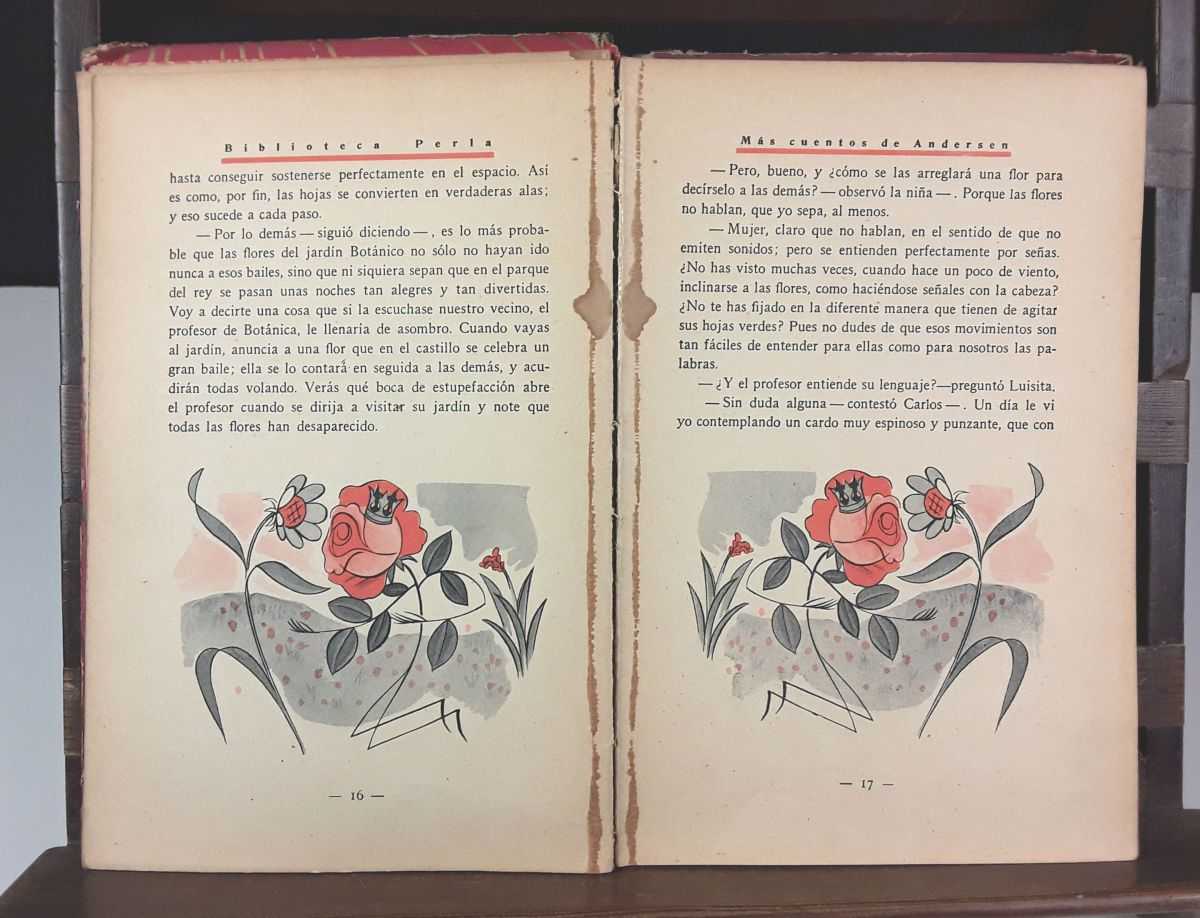 Biblioteca Perla
hasta conseguir sostenerse perfectamente en el espacio. Así
es como, por fin, las hojas se convierten en verdaderas alas;
y eso sucede a cada paso.
— Por lo demás — siguió diciendo —, es lo más proba-
ble que las flores del jardín Botánico no sólo no hayan ido
nunca a esos bailes, sino que ni siquiera sepan que en el parque
del rey se pasan unas noches tan alegres y tan divertidas.
Voy a decirte una cosa que si la escuchase nuestro vecino, el
profesor de Botánica, le llenaría de asombro. Cuando vayas
al jardín, anuncia a una flor que en el castillo se celebra un
gran baile; ella se lo contará en seguida a las demás, y acu-
dirán todas volando. Verás qué boca de estupefacción abre
el profesor cuando se dirija a visitar su jardín y note que
todas las flores han desaparecido.
— 16 —
Más cuentos de Andersen
— Pero, bueno, y ¿cómo se las arreglará una flor para
decírselo a las demás? — observó la niña —. Porque las flores
no hablan, que yo sepa, al menos.
— Mujer, claro que no hablan, en el sentido de que no
emiten sonidos; pero se entienden perfectamente por señas.
¿No has visto muchas veces, cuando hace un poco de viento,
inclinarse a las flores, como haciéndose señales con la cabeza?
¿No te has fijado en la diferente manera que tienen de agitar
sus hojas verdes? Pues no dudes de que esos movimientos son
tan fáciles de entender para ellas como para nosotros las pa-
labras.
— ¿Y el profesor entiende su lenguaje?—preguntó Luisita.
— Sin duda alguna — contestó Carlos —. Un día le vi
yo contemplando un cardo muy espinoso y punzante, que con
— 17 —